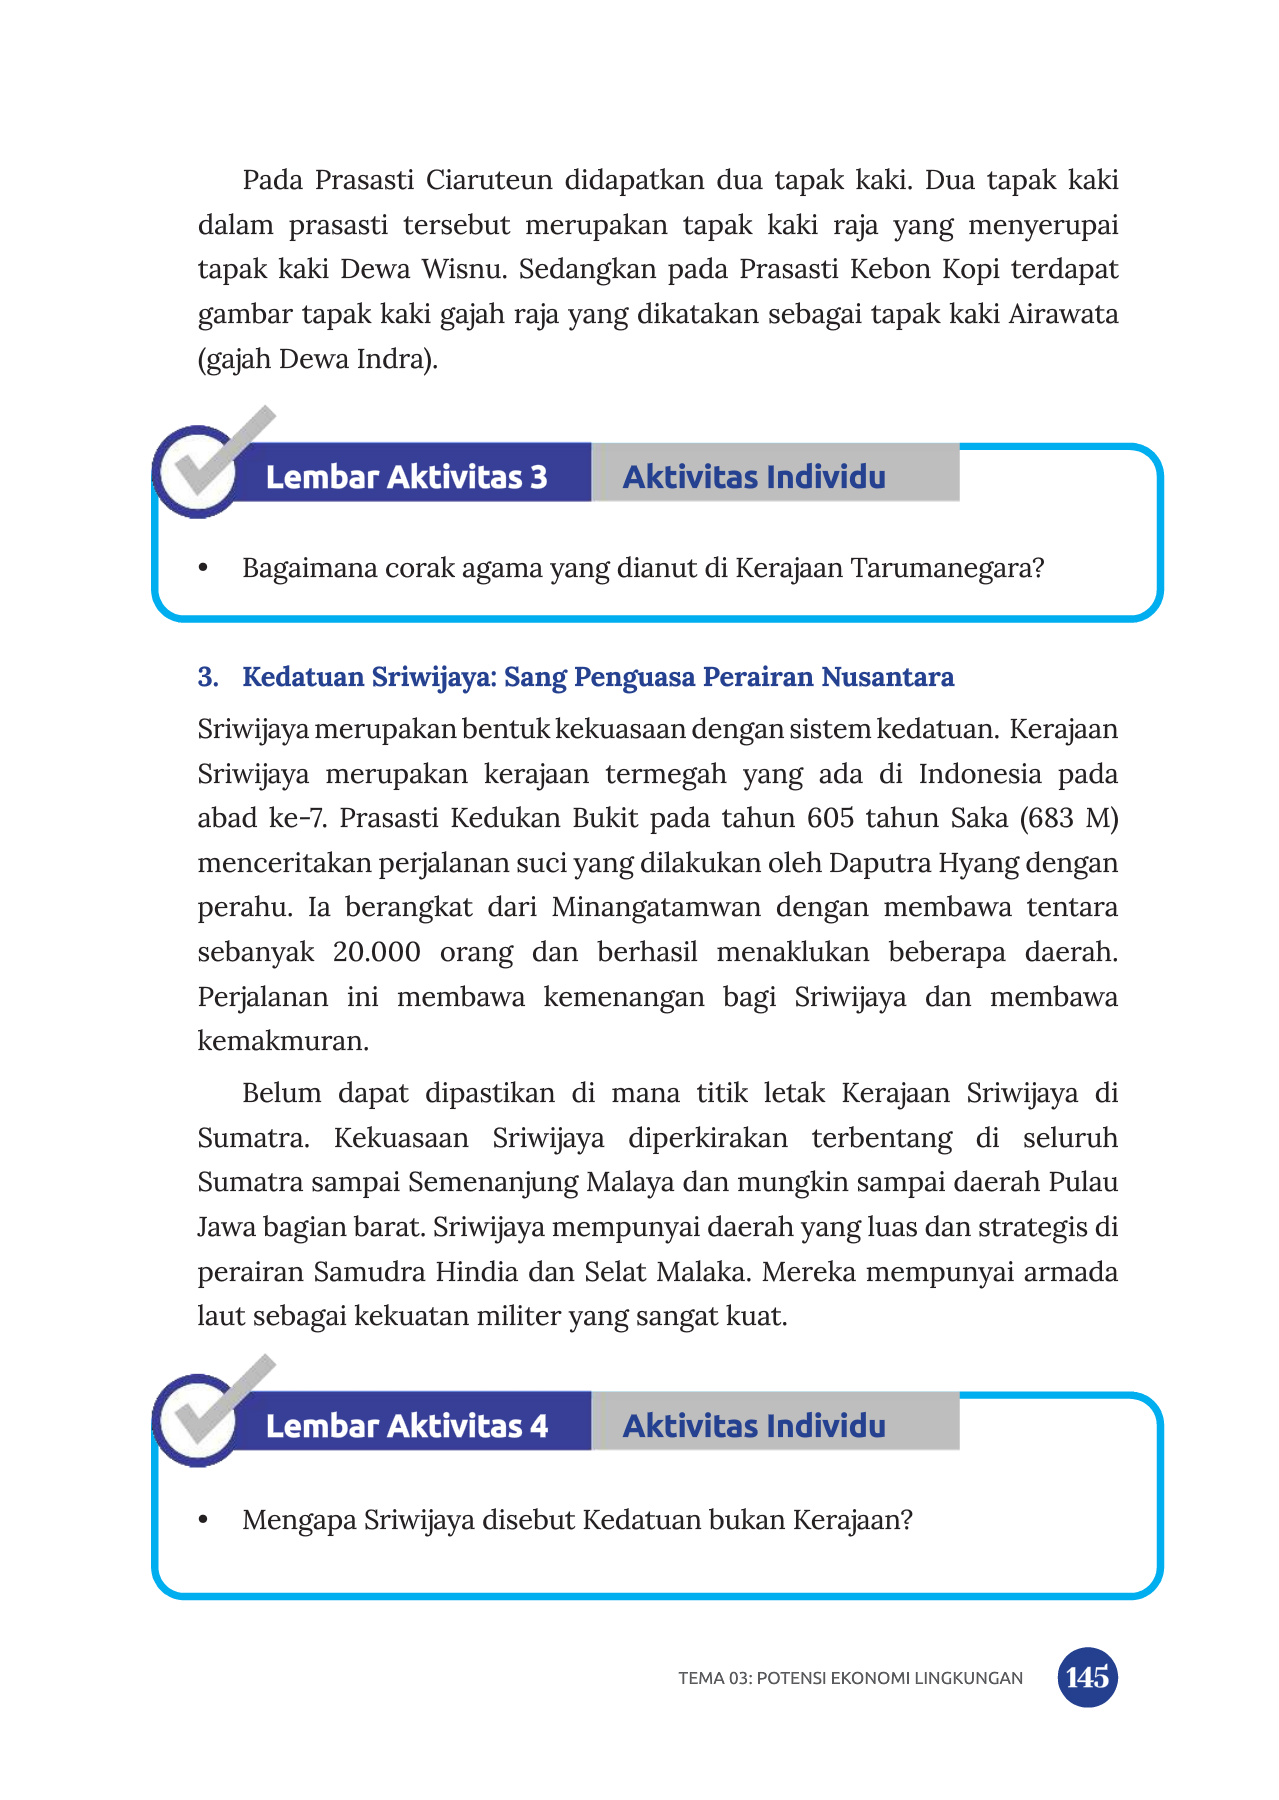 Pada Prasasti Ciaruteun didapatkan dua tapak kaki. Dua tapak kaki
dalam prasasti tersebut merupakan tapak kaki raja yang menyerupai
tapak kaki Dewa Wisnu. Sedangkan pada Prasasti Kebon Kopi terdapat
gambar tapak kaki gajah raja yang dikatakan sebagai tapak kaki Airawata
(gajah Dewa Indra).
Lembar Aktivitas 3 Aktivitas Individu
• Bagaimana corak agama yang dianut di Kerajaan Tarumanegara?
3. Kedatuan Sriwijaya: Sang Penguasa Perairan Nusantara
Sriwijaya merupakan bentuk kekuasaan dengan sistem kedatuan. Kerajaan
Sriwijaya merupakan kerajaan termegah yang ada di Indonesia pada
abad ke-7. Prasasti Kedukan Bukit pada tahun 605 tahun Saka (683 M)
menceritakan perjalanan suci yang dilakukan oleh Daputra Hyang dengan
perahu. Ia berangkat dari Minangatamwan dengan membawa tentara
sebanyak 20.000 orang dan berhasil menaklukan beberapa daerah.
Perjalanan ini membawa kemenangan bagi Sriwijaya dan membawa
kemakmuran.
Belum dapat dipastikan di mana titik letak Kerajaan Sriwijaya di
Sumatra. Kekuasaan Sriwijaya diperkirakan terbentang di seluruh
Sumatra sampai Semenanjung Malaya dan mungkin sampai daerah Pulau
Jawa bagian barat. Sriwijaya mempunyai daerah yang luas dan strategis di
perairan Samudra Hindia dan Selat Malaka. Mereka mempunyai armada
laut sebagai kekuatan militer yang sangat kuat.
Lembar Aktivitas 4 Aktivitas Individu
• Mengapa Sriwijaya disebut Kedatuan bukan Kerajaan?
TEMA 03: POTENSI EKONOMI LINGKUNGAN 145